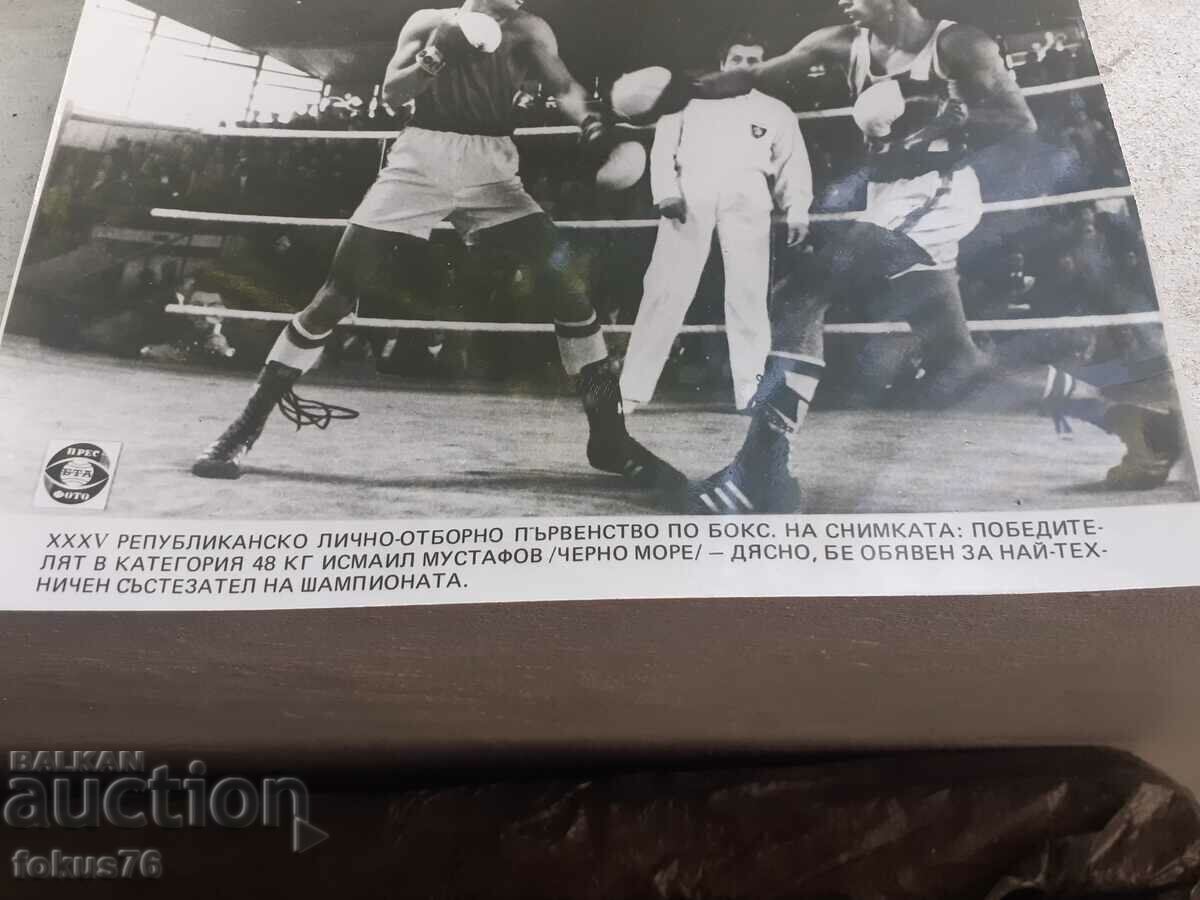 ПРЕС
БТА
ФОТО
XXXV РЕПУБЛИКАНСКО ЛИЧНО-ОТБОРНО ПЪРВЕНСТВО ПО БОКС. НА СНИМКАТА: ПОБЕДИТЕ-
ЛЯТ В КАТЕГОРИЯ 48 КГ ИСМАИЛ МУСТАФОВ /ЧЕРНО МОРЕ/ – ДЯСНО, БЕ ОБЯВЕН ЗА НАЙ-ТЕХ-
НИЧЕН СЪСТЕЗАТЕЛ НА ШАМПИОНАТА.
BALKAN
auction
fokus76